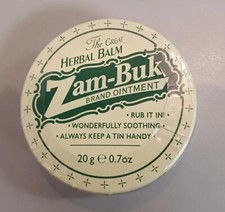 The Great
Herbal Balm
Zam-Buk
BRAND OINTMENT
• RUB IT IN!
• WONDERFULLY SOOTHING
• ALWAYS KEEP A TIN HANDY
20 g ℮ 0.7oz